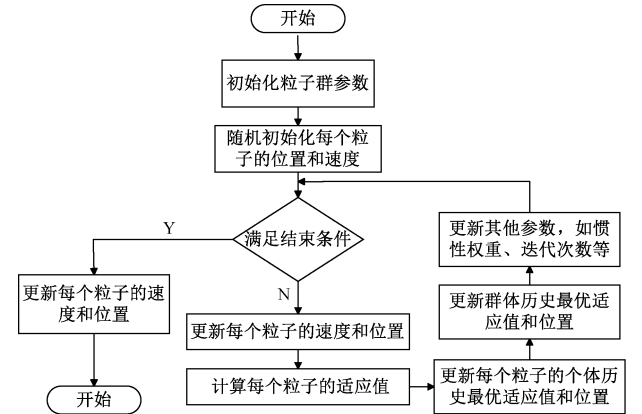 开始
初始化粒子群参数
随机初始化每个粒
子的位置和速度
满足结束条件
Y
N
更新每个粒子的速
度和位置
开始
更新每个粒子的速度和位置
计算每个粒子的适应值
更新每个粒子的个体历
史最优适应值和位置
更新群体历史最优适
应值和位置
更新其他参数，如惯
性权重、迭代次数等